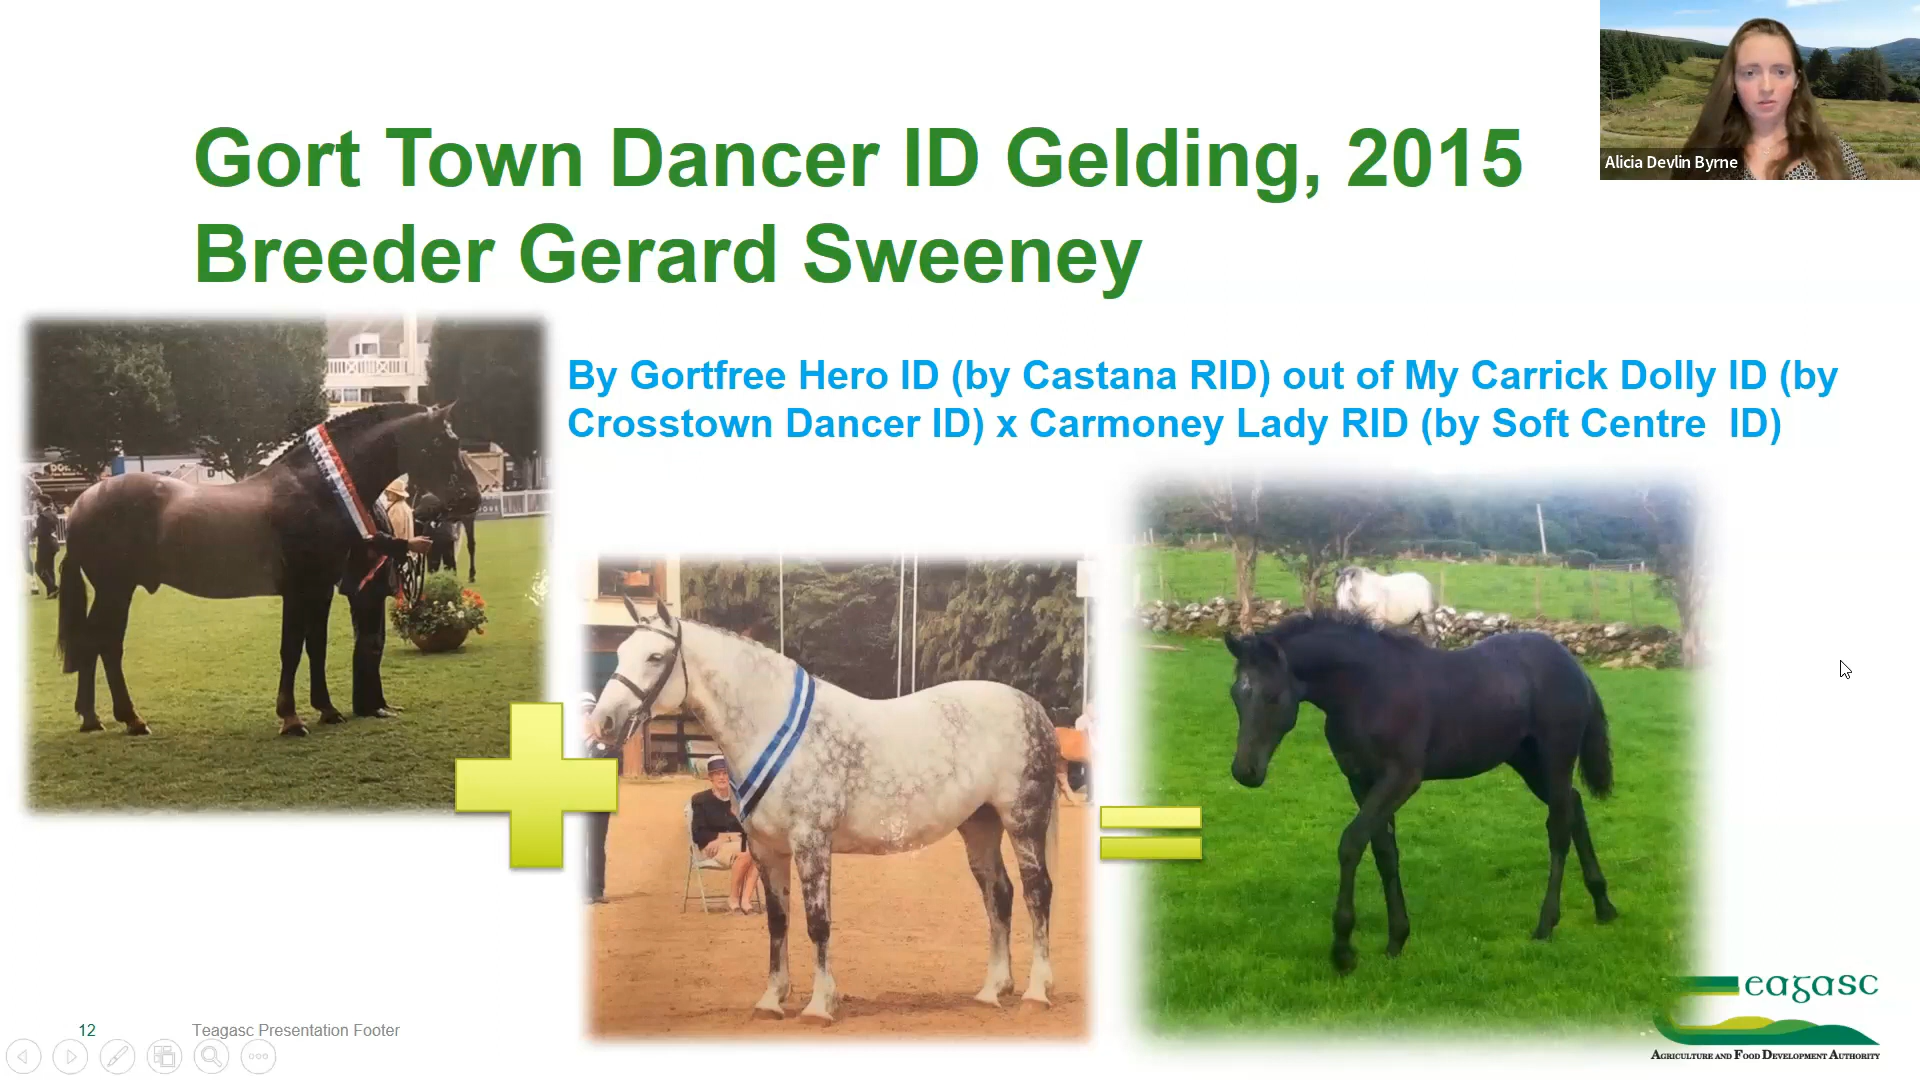 Gort Town Dancer ID Gelding, 2015
Breeder Gerard Sweeney
Alicia Devlin Byrne
By Gortfree Hero ID (by Castana RID) out of My Carrick Dolly ID (by
Crosstown Dancer ID) x Carmoney Lady RID (by Soft Centre ID)
12
Teagasc Presentation Footer
eagasc
AGRICULTURE AND FOOD DEVELOPMENT AUTHORITY